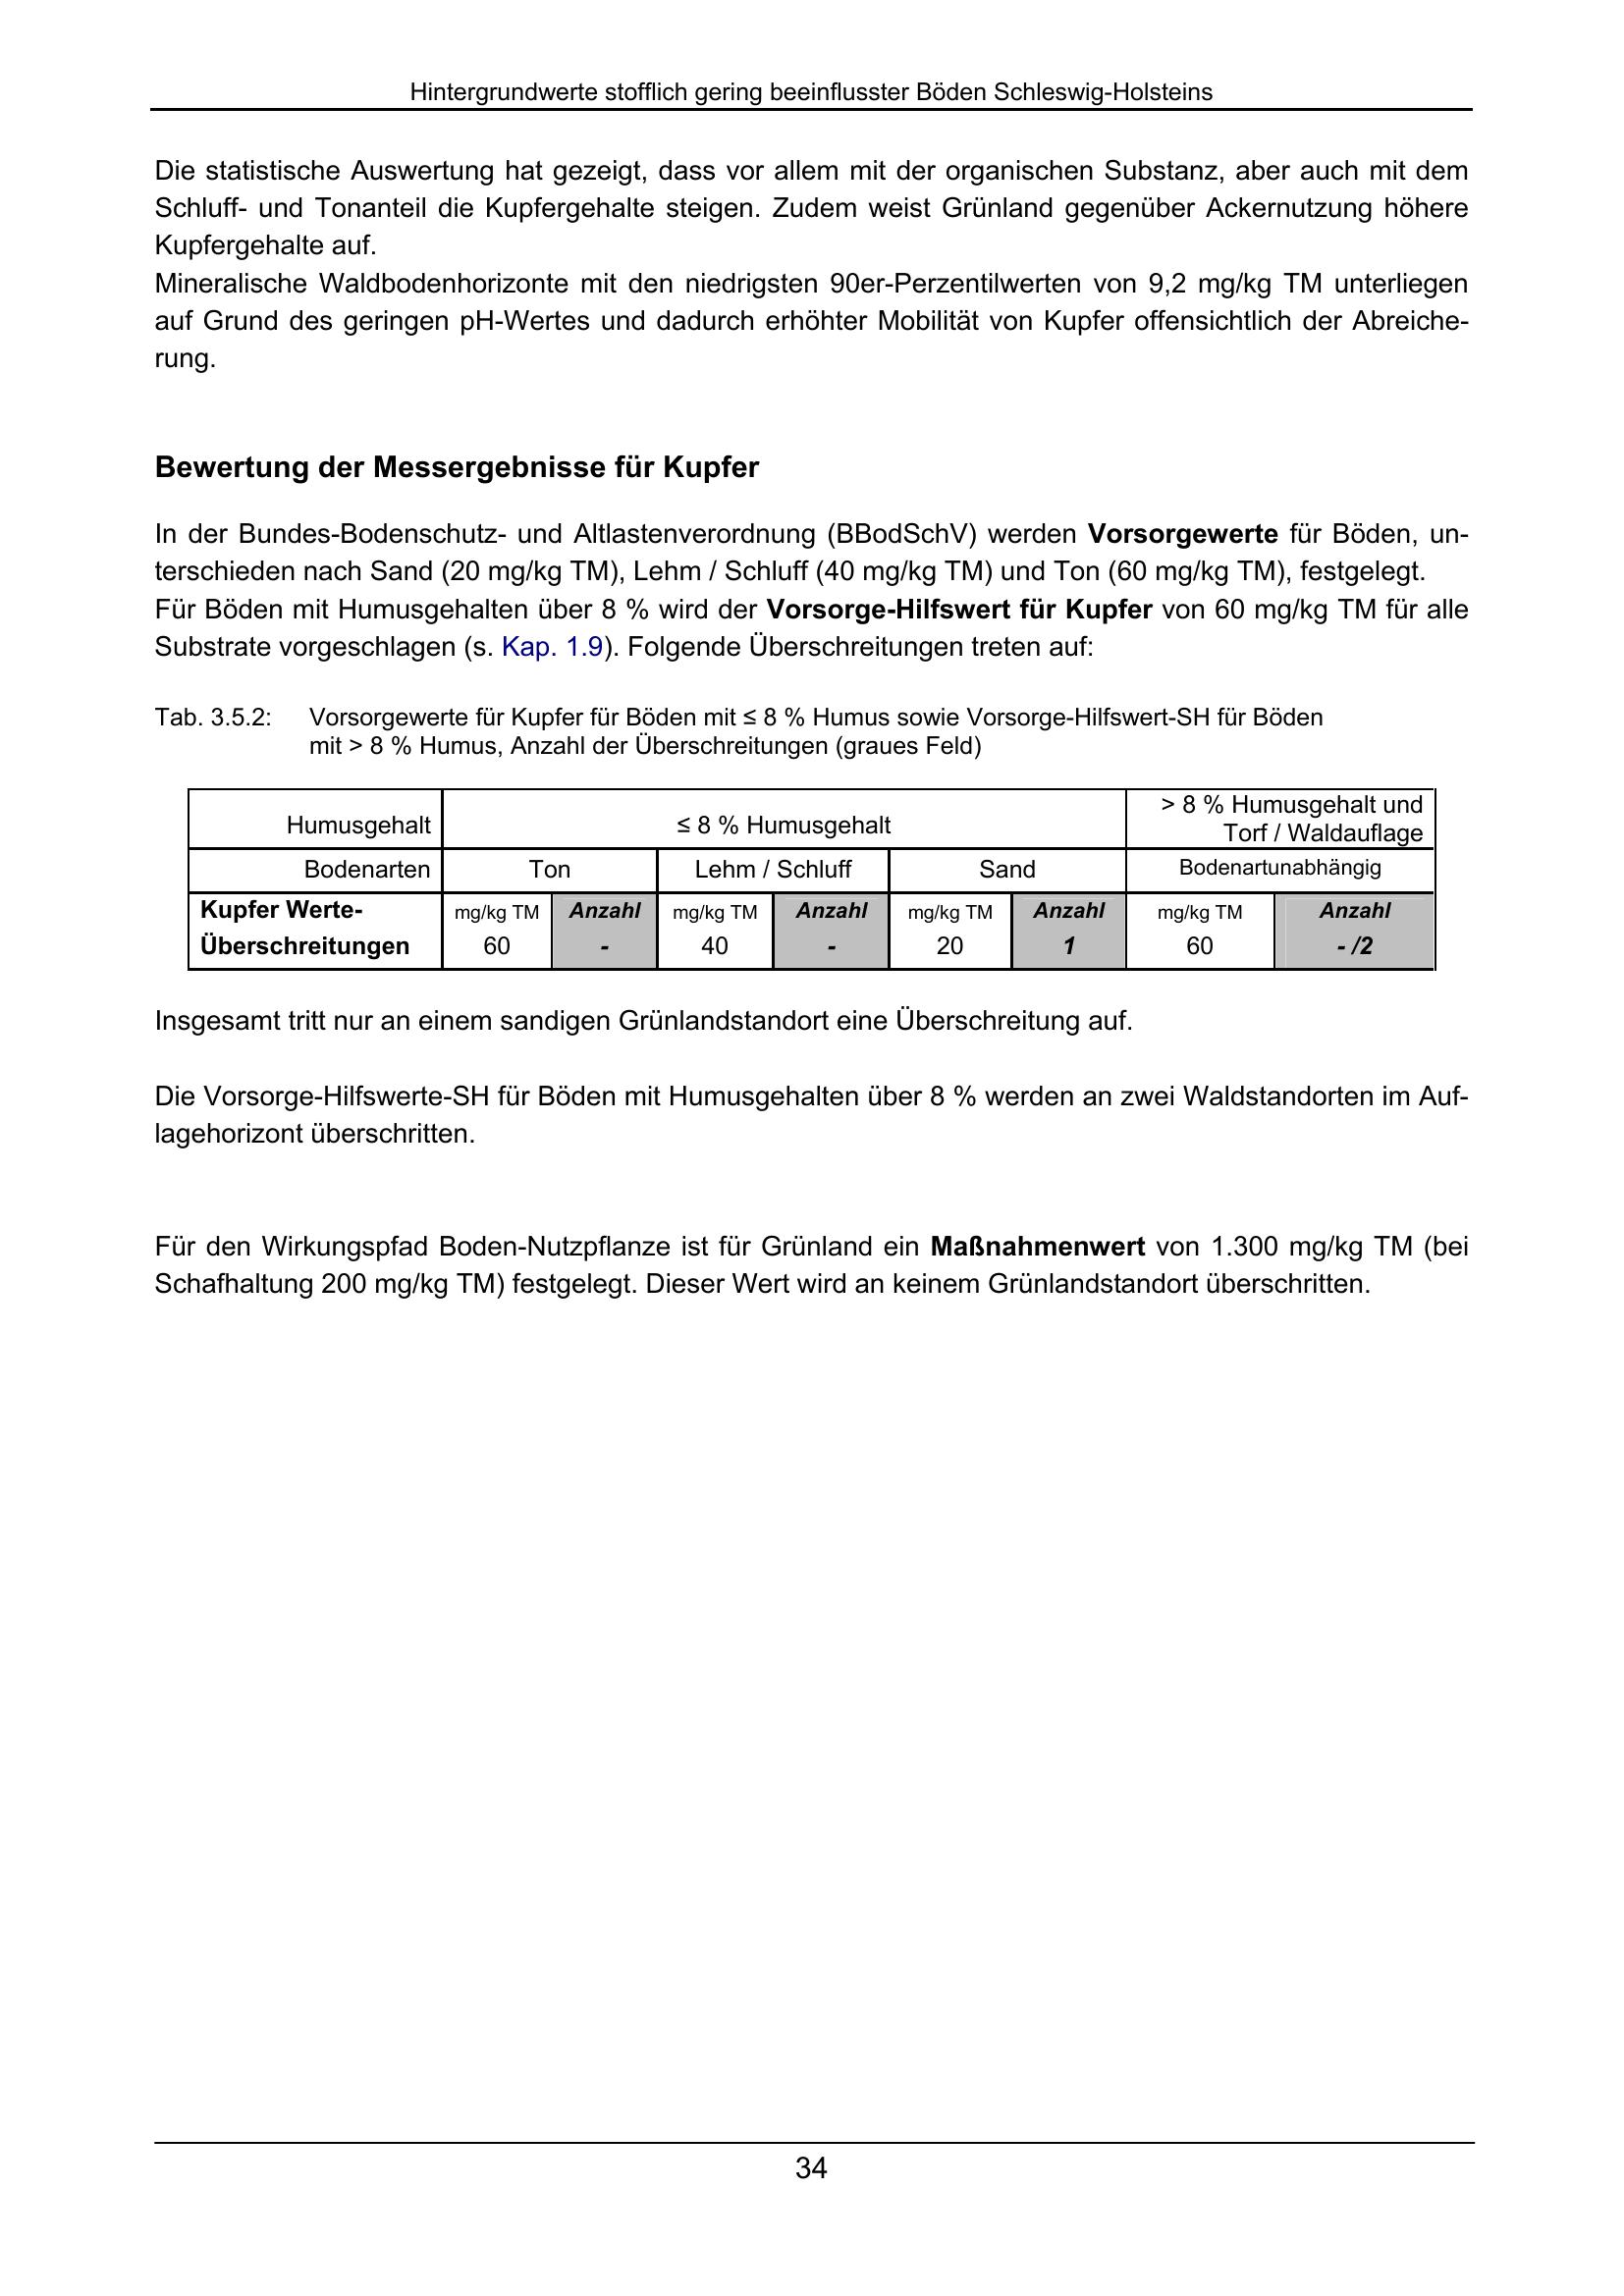 Hintergrundwerte stofflich gering beeinflusster Böden Schleswig-Holsteins
Die statistische Auswertung hat gezeigt, dass vor allem mit der organischen Substanz, aber auch mit dem
Schluff- und Tonanteil die Kupfergehalte steigen. Zudem weist Grünland gegenüber Ackernutzung höhere
Kupfergehalte auf.
Mineralische Waldbodenhorizonte mit den niedrigsten 90er-Perzentilwerten von 9,2 mg/kg TM unterliegen
auf Grund des geringen pH-Wertes und dadurch erhöhter Mobilität von Kupfer offensichtlich der Abreiche-
rung.
Bewertung der Messergebnisse für Kupfer
In der Bundes-Bodenschutz- und Altlastenverordnung (BBodSchV) werden Vorsorgewerte für Böden, un-
terschieden nach Sand (20 mg/kg TM), Lehm / Schluff (40 mg/kg TM) und Ton (60 mg/kg TM), festgelegt.
Für Böden mit Humusgehalten über 8 % wird der Vorsorge-Hilfswert für Kupfer von 60 mg/kg TM für alle
Substrate vorgeschlagen (s. Kap. 1.9). Folgende Überschreitungen treten auf:
Tab. 3.5.2: Vorsorgewerte für Kupfer für Böden mit ≤ 8 % Humus sowie Vorsorge-Hilfswert-SH für Böden
mit > 8 % Humus, Anzahl der Überschreitungen (graues Feld)
Humusgehalt ≤ 8 % Humusgehalt > 8 % Humusgehalt und
Torf / Waldauflage
Bodenarten Ton Lehm / Schluff Sand Bodenartunabhängig
Kupfer Werte- mg/kg TM Anzahl mg/kg TM Anzahl mg/kg TM Anzahl mg/kg TM Anzahl
Überschreitungen 60 - 40 - 20 1 60 - /2
Insgesamt tritt nur an einem sandigen Grünlandstandort eine Überschreitung auf.
Die Vorsorge-Hilfswerte-SH für Böden mit Humusgehalten über 8 % werden an zwei Waldstandorten im Auf-
lagehorizont überschritten.
Für den Wirkungspfad Boden-Nutzpflanze ist für Grünland ein Maßnahmenwert von 1.300 mg/kg TM (bei
Schafhaltung 200 mg/kg TM) festgelegt. Dieser Wert wird an keinem Grünlandstandort überschritten.
34